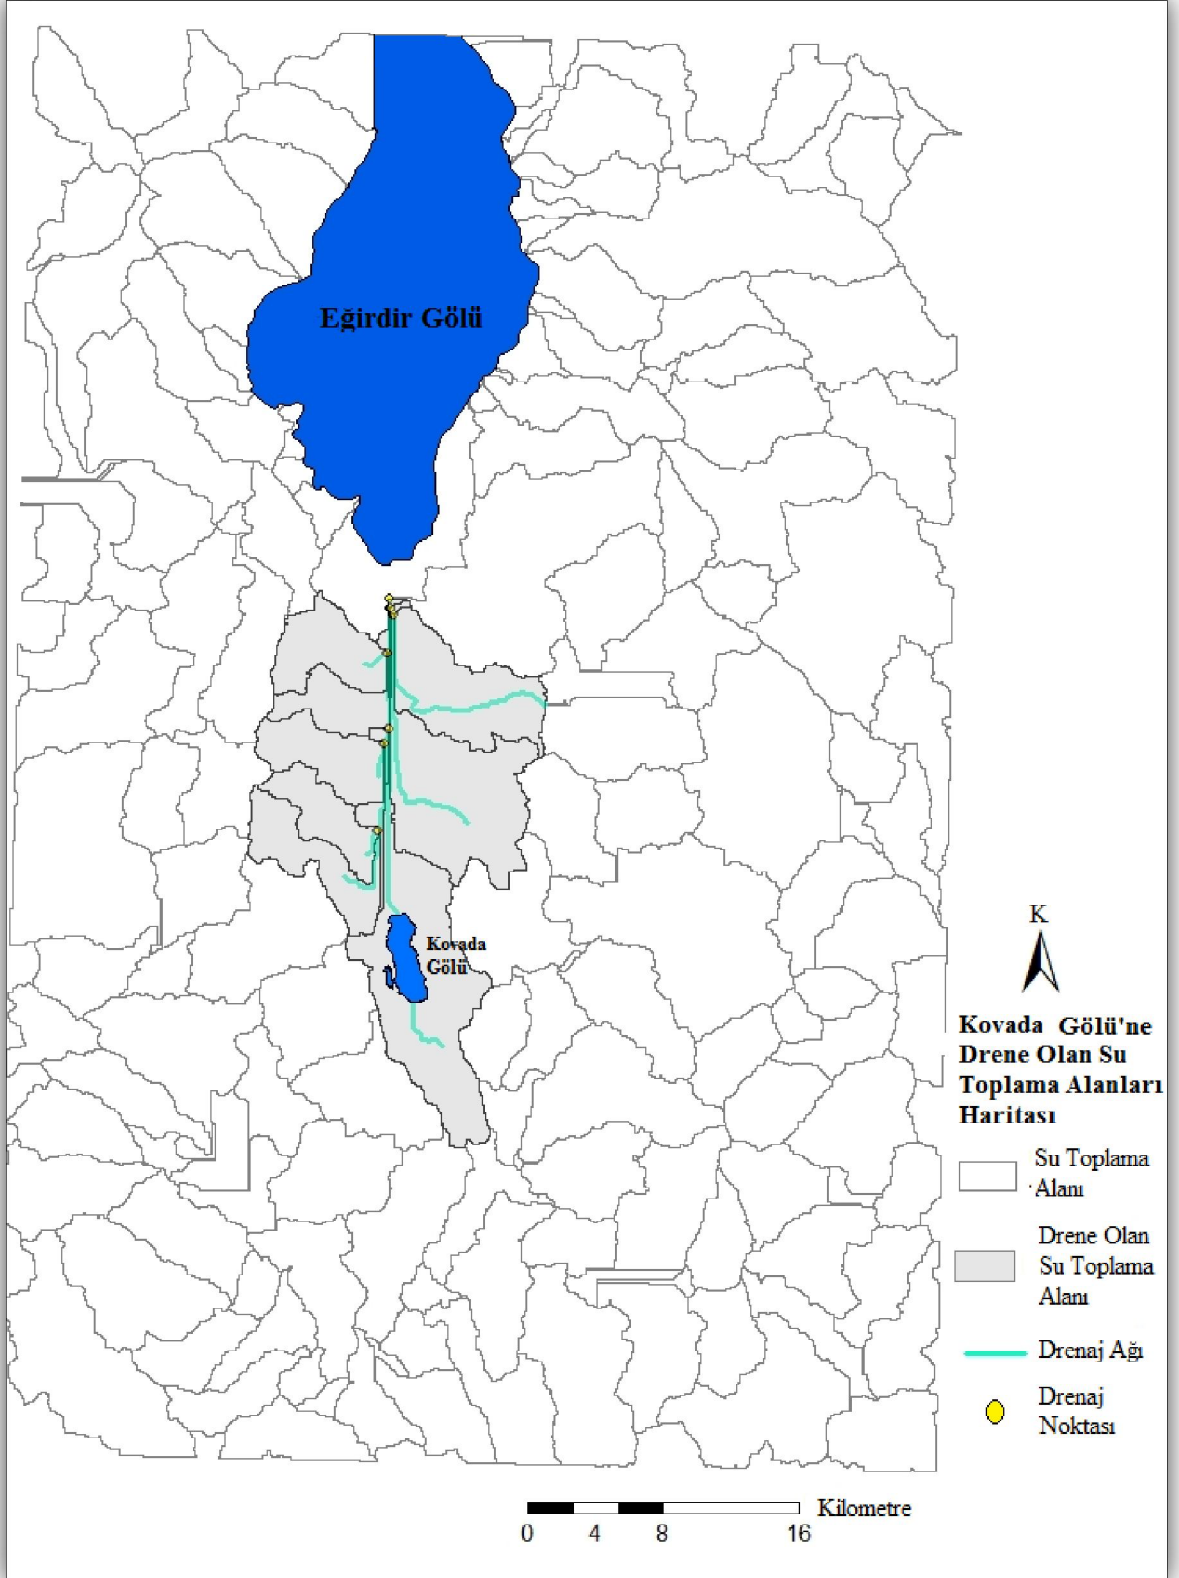 Eğirdir Gölü
Kovada
Gölü
K
Kovada Gölü'ne
Drene Olan Su
Toplama Alanları
Haritası
Su Toplama
Alanı
Drene Olan
Su Toplama
Alanı
Drenaj Ağı
Drenaj
Noktası
Kilometre
0 4 8 16